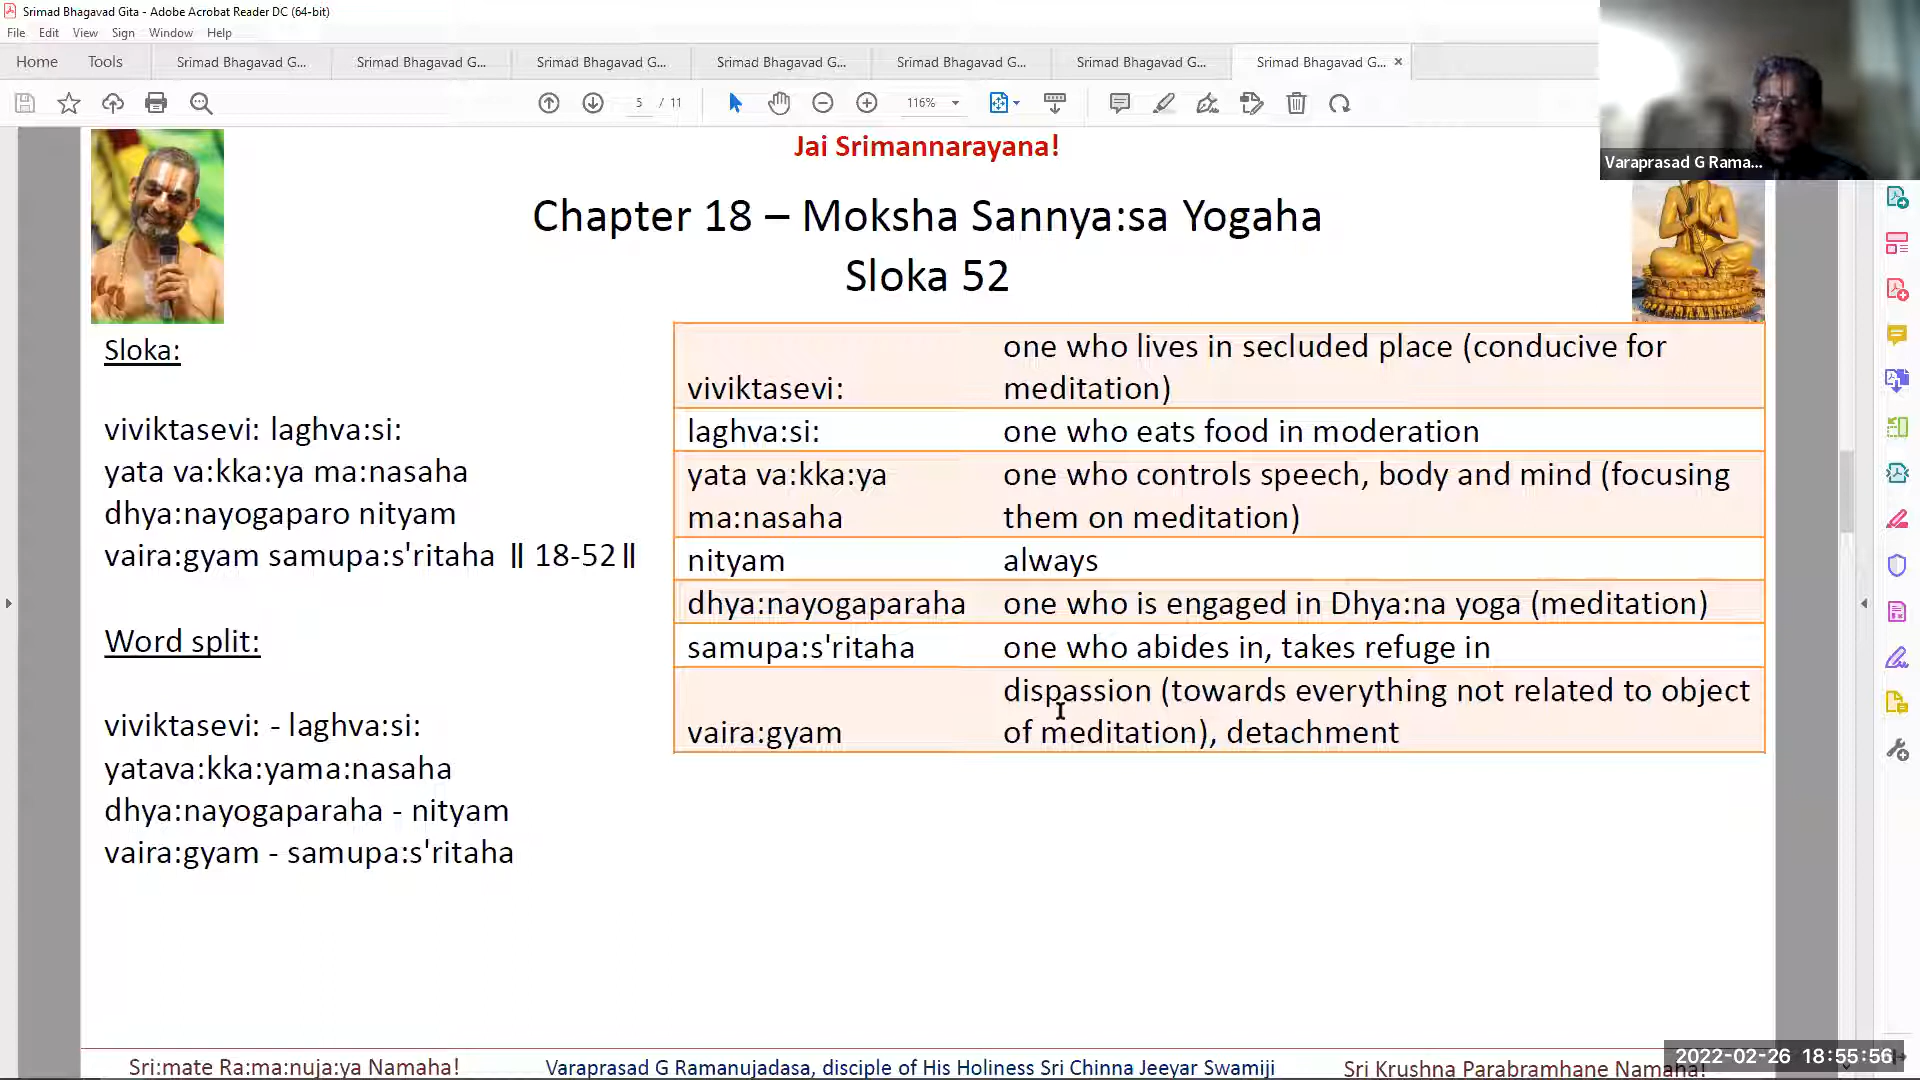 Srimad Bhagavad Gita - Adobe Acrobat Reader DC (64-bit)
File Edit View Sign Window Help
Home Tools Srimad Bhagavad G... Srimad Bhagavad G... Srimad Bhagavad G... Srimad Bhagavad G... Srimad Bhagavad G... Srimad Bhagavad G... Srimad Bhagavad G... ×
5 / 11 116%
Varaprasad G Rama...
Jai Srimannarayana!
Chapter 18 – Moksha Sannya:sa Yogaha
Sloka 52
Sloka:
viviktasevi: laghva:si:
yata va:kka:ya ma:nasaha
dhya:nayogaparo nityam
vaira:gyam samupa:s'ritaha ǁ 18-52ǁ
Word split:
viviktasevi: - laghva:si:
yatava:kka:yama:nasaha
dhya:nayogaparaha - nityam
vaira:gyam - samupa:s'ritaha
one who lives in secluded place (conducive for
viviktasevi: meditation)
laghva:si: one who eats food in moderation
yata va:kka:ya one who controls speech, body and mind (focusing
ma:nasaha them on meditation)
nityam always
dhya:nayogaparaha one who is engaged in Dhya:na yoga (meditation)
samupa:s'ritaha one who abides in, takes refuge in
dispassion (towards everything not related to object
vaira:gyam of meditation), detachment
Sri:mate Ra:ma:nuja:ya Namaha! Varaprasad G Ramanujadasa, disciple of His Holiness Sri Chinna Jeeyar Swamiji Sri Krushna Parabramhane Namaha!
2022-02-26 18:55:56